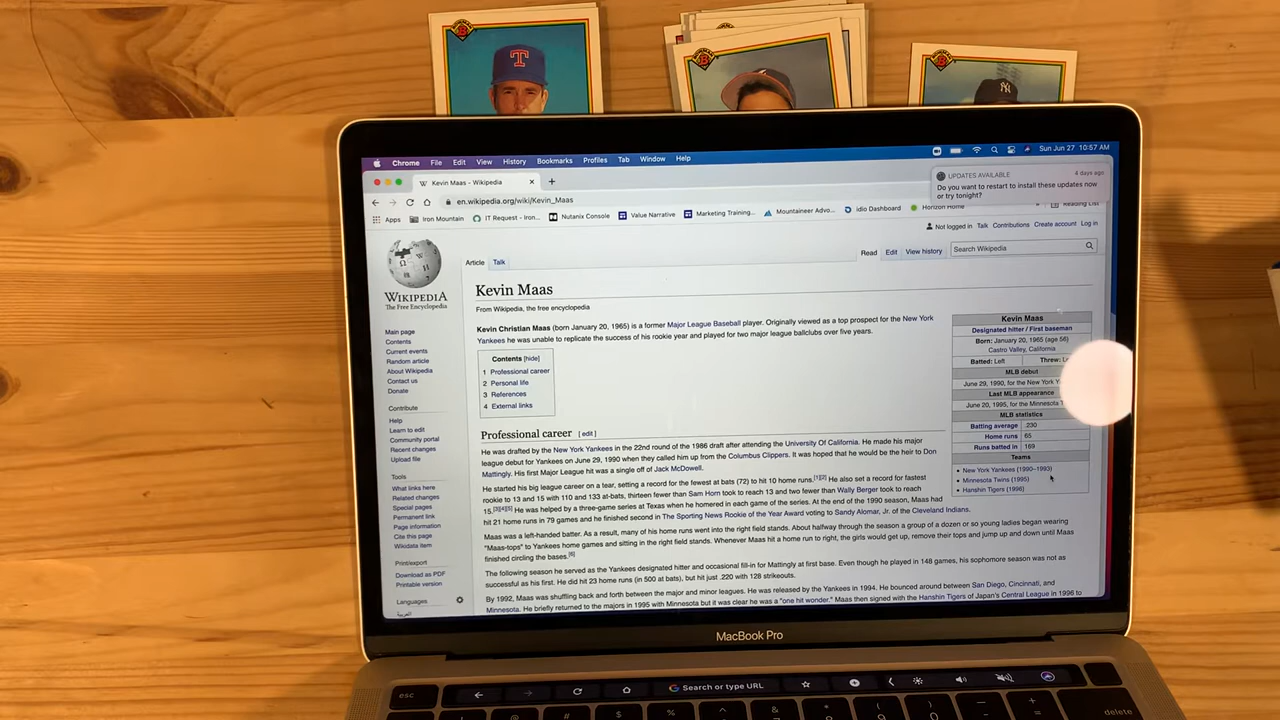 T
B
B
B
NY
Chrome File Edit View History Bookmarks Profiles Tab Window Help
Sun Jun 27 10:57 AM
W Kevin Maas - Wikipedia
UPDATES AVAILABLE 4 days ago
Do you want to restart to install these updates now
or try tonight?
en.wikipedia.org/wiki/Kevin_Maas
Apps Iron Mountain IT Request - Iron... Nutanix Console Value Narrative Marketing Training... Mountaineer Advo... idio Dashboard Horizon Home Reading List
Not logged in Talk Contributions Create account Log in
Article Talk Read Edit View history Search Wikipedia
WIKIPEDIA
The Free Encyclopedia
Main page
Contents
Current events
Random article
About Wikipedia
Contact us
Donate
Contribute
Help
Learn to edit
Community portal
Recent changes
Upload file
Tools
What links here
Related changes
Special pages
Permanent link
Page information
Cite this page
Wikidata item
Print/export
Download as PDF
Printable version
Languages
العربية
Kevin Maas
From Wikipedia, the free encyclopedia
Kevin Christian Maas (born January 20, 1965) is a former Major League Baseball player. Originally viewed as a top prospect for the New York
Yankees he was unable to replicate the success of his rookie year and played for two major league ballclubs over five years.
Contents [hide]
1 Professional career
2 Personal life
3 References
4 External links
Kevin Maas
Designated hitter / First baseman
Born: January 20, 1965 (age 56)
Castro Valley, California
Batted: Left Threw:
MLB debut
June 29, 1990, for the New York
Last MLB appearance
June 20, 1995, for the Minnesota
MLB statistics
Batting average .230
Home runs 65
Runs batted in 169
Teams
New York Yankees (1990–1993)
Minnesota Twins (1995)
Hanshin Tigers (1996)
Professional career [ edit ]
He was drafted by the New York Yankees in the 22nd round of the 1986 draft after attending the University Of California. He made his major
league debut for Yankees on June 29, 1990 when they called him up from the Columbus Clippers. It was hoped that he would be the heir to Don
Mattingly. His first Major League hit was a single off of Jack McDowell.
He started his big league career on a tear, setting a record for the fewest at bats (72) to hit 10 home runs.[1][2] He also set a record for fastest
rookie to 13 and 15 with 110 and 133 at-bats, thirteen fewer than Sam Horn took to reach 13 and two fewer than Wally Berger took to reach
15.[3][4][5] He was helped by a three-game series at Texas when he homered in each game of the series. At the end of the 1990 season, Maas had
hit 21 home runs in 79 games and he finished second in The Sporting News Rookie of the Year Award voting to Sandy Alomar, Jr. of the Cleveland Indians.
Maas was a left-handed batter. As a result, many of his home runs went into the right field stands. About halfway through the season a group of a dozen or so young ladies began wearing
"Maas-tops" to Yankees home games and sitting in the right field stands. Whenever Maas hit a home run to right, the girls would get up, remove their tops and jump up and down until Maas
finished circling the bases.[6]
The following season he served as the Yankees designated hitter and occasional fill-in for Mattingly at first base. Even though he played in 148 games, his sophomore season was not as
successful as his first. He did hit 23 home runs (in 500 at bats), but hit just .220 with 128 strikeouts.
By 1992, Maas was shuffling back and forth between the major and minor leagues. He was released by the Yankees in 1994. He bounced around between San Diego, Cincinnati, and
Minnesota. He briefly returned to the majors in 1995 with Minnesota but it was clear he was a "one hit wonder." Maas then signed with the Hanshin Tigers of Japan's Central League in 1996 to
MacBook Pro
esc
G Search or type URL
delete